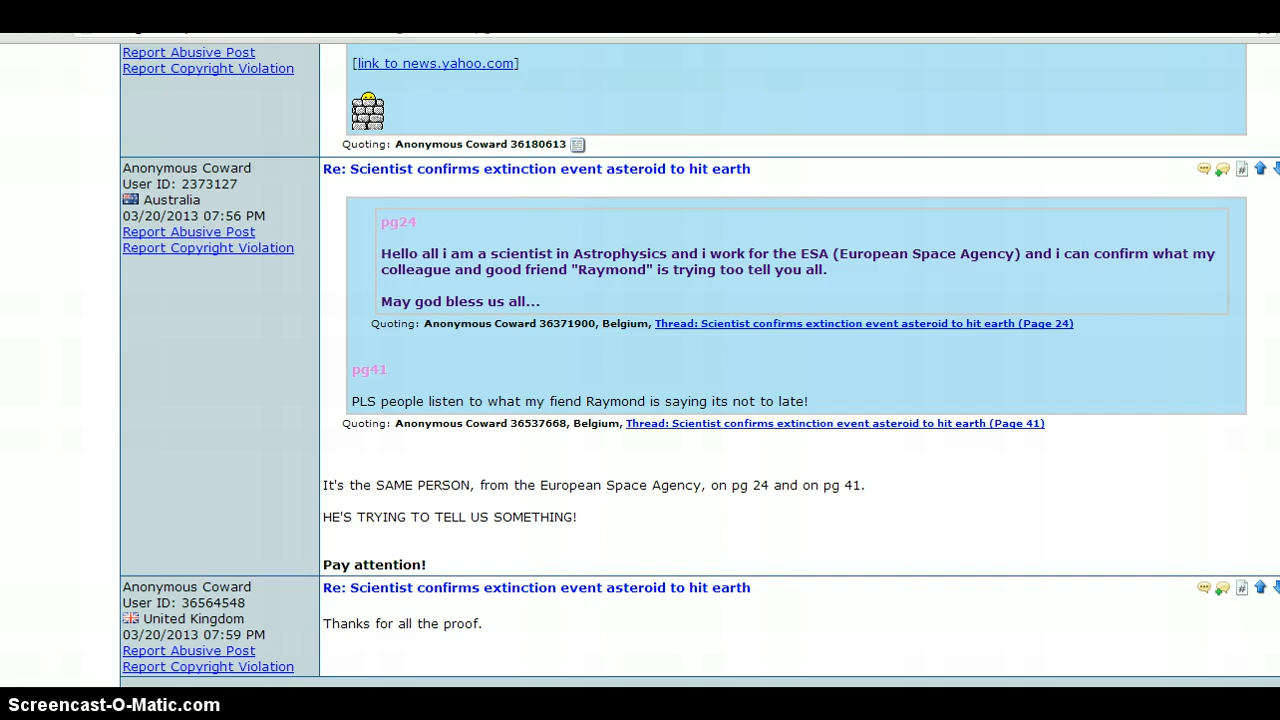 Report Abusive Post
Report Copyright Violation
[link to news.yahoo.com]
Quoting: Anonymous Coward 36180613
Anonymous Coward
User ID: 2373127
Australia
03/20/2013 07:56 PM
Report Abusive Post
Report Copyright Violation
Re: Scientist confirms extinction event asteroid to hit earth
pg24
Hello all i am a scientist in Astrophysics and i work for the ESA (European Space Agency) and i can confirm what my
colleague and good friend "Raymond" is trying too tell you all.
May god bless us all...
Quoting: Anonymous Coward 36371900, Belgium, Thread: Scientist confirms extinction event asteroid to hit earth (Page 24)
pg41
PLS people listen to what my fiend Raymond is saying its not to late!
Quoting: Anonymous Coward 36537668, Belgium, Thread: Scientist confirms extinction event asteroid to hit earth (Page 41)
It's the SAME PERSON, from the European Space Agency, on pg 24 and on pg 41.
HE'S TRYING TO TELL US SOMETHING!
Pay attention!
Anonymous Coward
User ID: 36564548
United Kingdom
03/20/2013 07:59 PM
Report Abusive Post
Report Copyright Violation
Re: Scientist confirms extinction event asteroid to hit earth
Thanks for all the proof.
Screencast-O-Matic.com